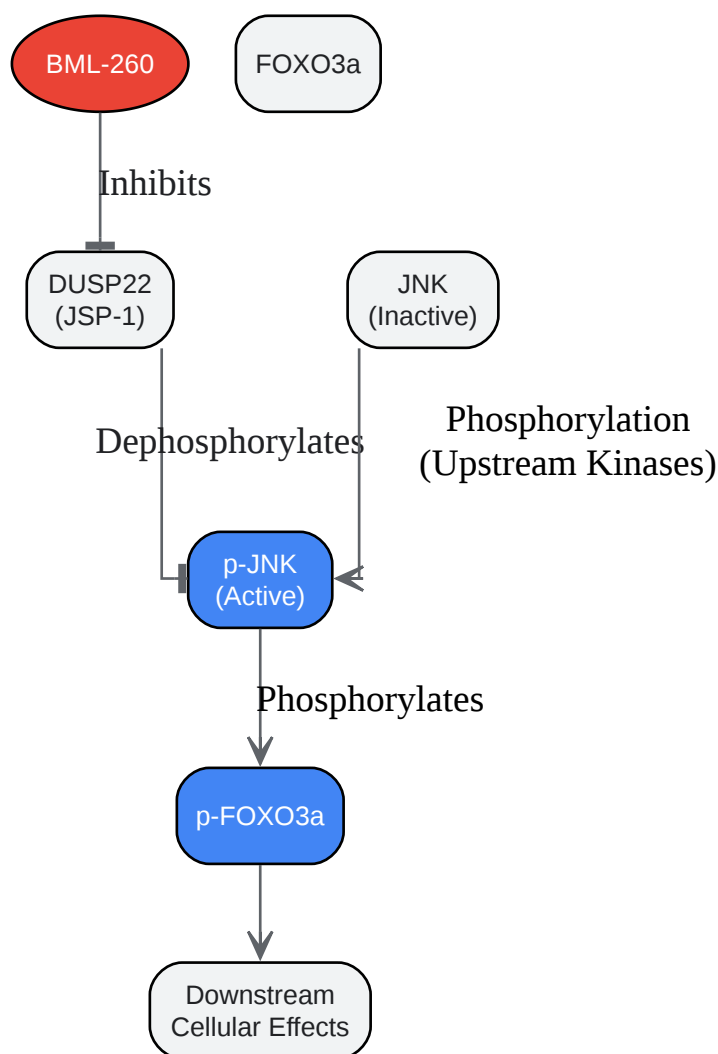 BML-260
FOXO3a
Inhibits
DUSP22
(JSP-1)
JNK
(Inactive)
Dephosphorylates
Phosphorylation
(Upstream Kinases)
p-JNK
(Active)
Phosphorylates
p-FOXO3a
Downstream
Cellular Effects